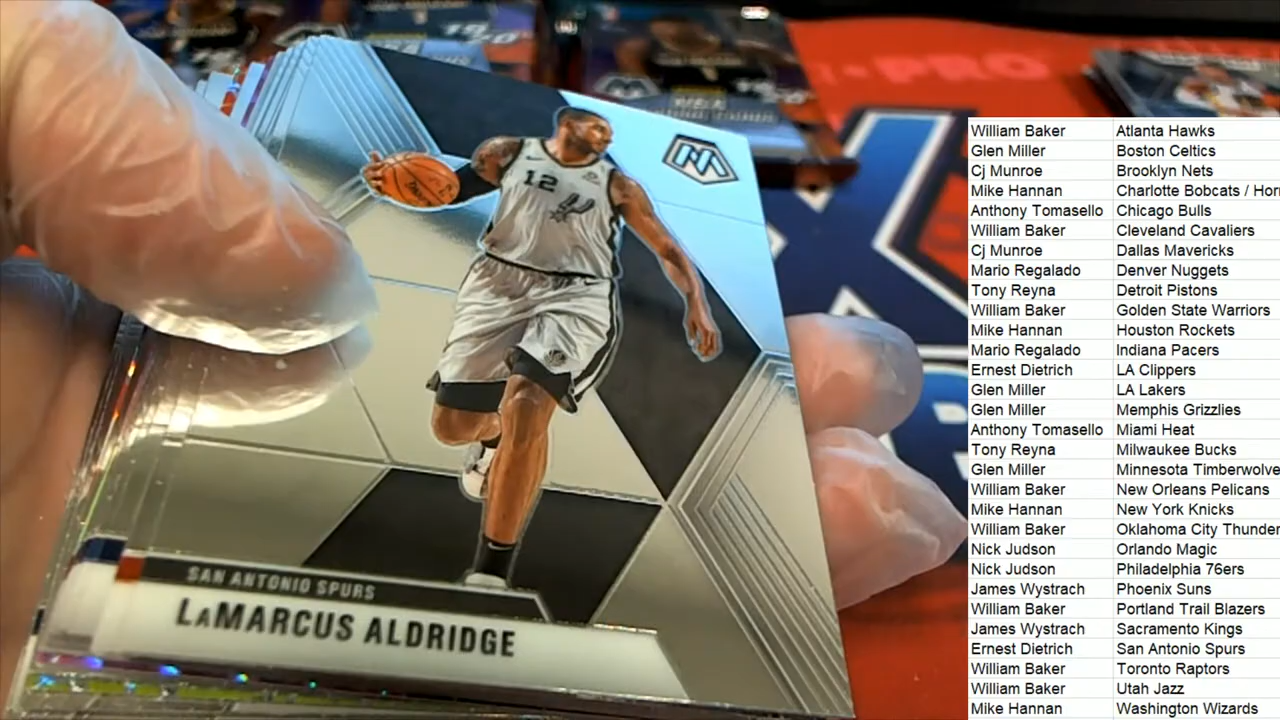 PRO
12
SAN ANTONIO SPURS
LAMARCUS ALDRIDGE
William Baker Atlanta Hawks
Glen Miller Boston Celtics
Cj Munroe Brooklyn Nets
Mike Hannan Charlotte Bobcats / Hor
Anthony Tomasello Chicago Bulls
William Baker Cleveland Cavaliers
Cj Munroe Dallas Mavericks
Mario Regalado Denver Nuggets
Tony Reyna Detroit Pistons
William Baker Golden State Warriors
Mike Hannan Houston Rockets
Mario Regalado Indiana Pacers
Ernest Dietrich LA Clippers
Glen Miller LA Lakers
Glen Miller Memphis Grizzlies
Anthony Tomasello Miami Heat
Tony Reyna Milwaukee Bucks
Glen Miller Minnesota Timberwolve
William Baker New Orleans Pelicans
Mike Hannan New York Knicks
William Baker Oklahoma City Thunder
Nick Judson Orlando Magic
Nick Judson Philadelphia 76ers
James Wystrach Phoenix Suns
William Baker Portland Trail Blazers
James Wystrach Sacramento Kings
Ernest Dietrich San Antonio Spurs
William Baker Toronto Raptors
William Baker Utah Jazz
Mike Hannan Washington Wizards